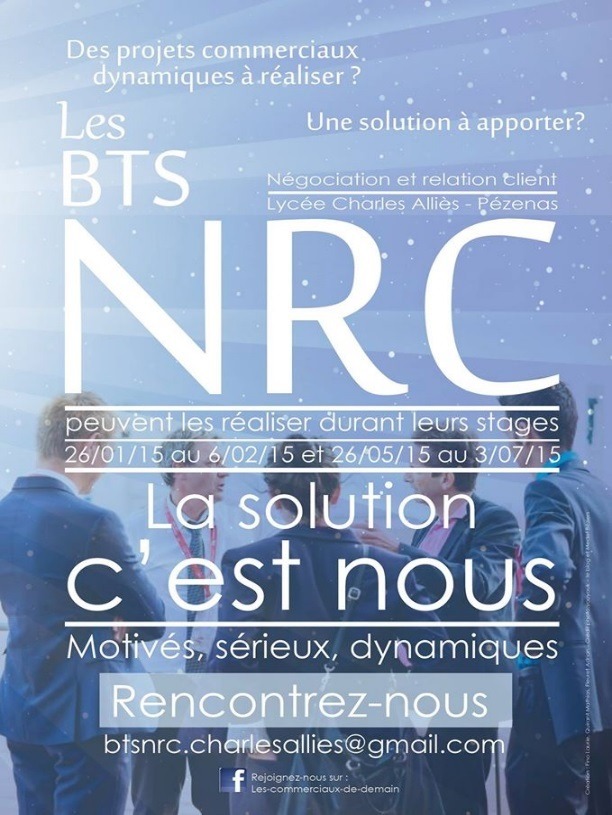 Des projets commerciaux
dynamiques à réaliser ?
Les
Une solution à apporter?
BTS
Négociation et relation client
Lycée Charles Alliès - Pézenas
NRC
peuvent les réaliser durant leurs stages
26/01/15 au 6/02/15 et 26/05/15 au 3/07/15
La solution
c'est nous
Motivés, sérieux, dynamiques
Rencontrez-nous
btsnrc.charlesallies@gmail.com
f Rejoignez-nous sur :
Les-commerciaux-de-demain